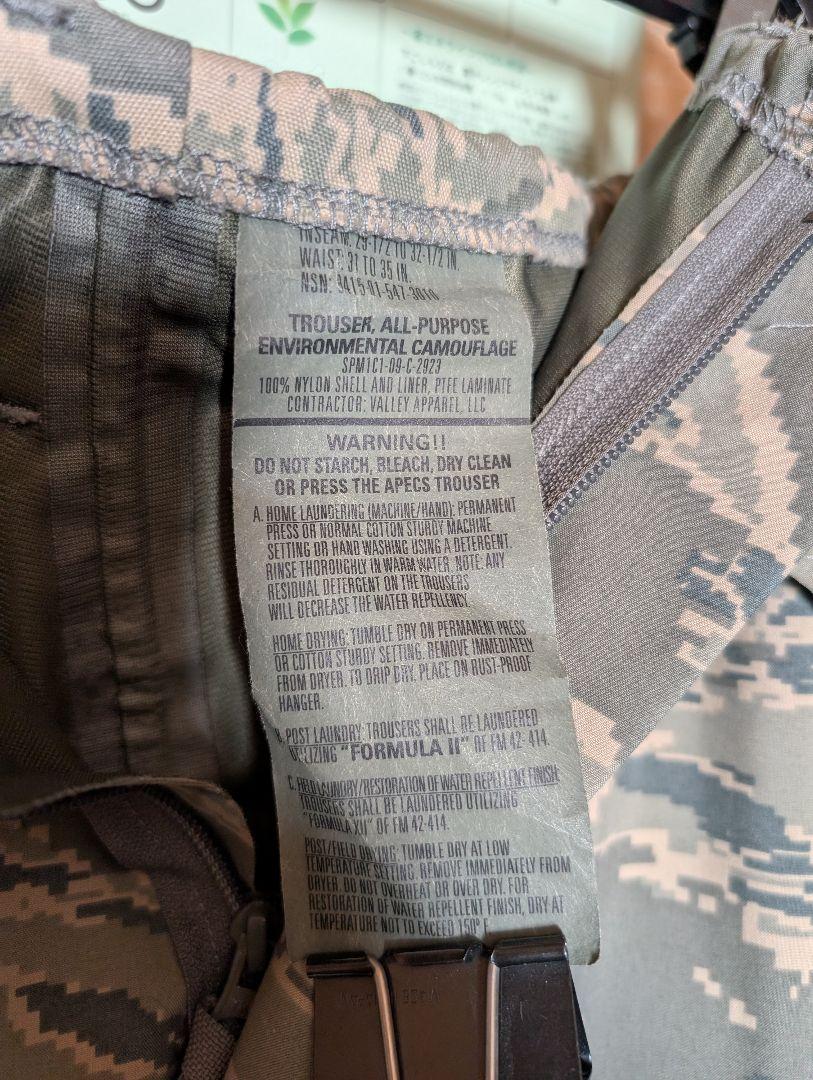 INSEAM: 29-1/2 TO 32-1/2 IN.
WAIST: 31 TO 35 IN.
NSN: 8415-01-547-3016
TROUSER, ALL-PURPOSE
ENVIRONMENTAL CAMOUFLAGE
SPM1C1-09-C-2923
100% NYLON SHELL AND LINER, PTFE LAMINATE
CONTRACTOR: VALLEY APPAREL, LLC
WARNING!!
DO NOT STARCH, BLEACH, DRY CLEAN
OR PRESS THE APECS TROUSER
A. HOME LAUNDERING (MACHINE/HAND): PERMANENT
PRESS OR NORMAL COTTON STURDY MACHINE
SETTING OR HAND WASHING USING A DETERGENT.
RINSE THOROUGHLY IN WARM WATER. NOTE: ANY
RESIDUAL DETERGENT ON THE TROUSERS
WILL DECREASE THE WATER REPELLENCY.
HOME DRYING: TUMBLE DRY ON PERMANENT PRESS
OR COTTON STURDY SETTING. REMOVE IMMEDIATELY
FROM DRYER. TO DRIP DRY. PLACE ON RUST-PROOF
HANGER.
B. POST LAUNDRY: TROUSERS SHALL BE LAUNDERED
UTILIZING "FORMULA II" OF FM 42-414.
C. FIELD LAUNDRY/RESTORATION OF WATER REPELLENT FINISH:
TROUSERS SHALL BE LAUNDERED UTILIZING
"FORMULA XII" OF FM 42-414.
POST/FIELD DRYING: TUMBLE DRY AT LOW
TEMPERATURE SETTING. REMOVE IMMEDIATELY FROM
DRYER. DO NOT OVERHEAT OR OVER DRY. FOR
RESTORATION OF WATER REPELLENT FINISH, DRY AT
TEMPERATURE NOT TO EXCEED 150° F.